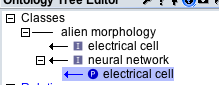 Ontology Tree Editor
Classes
alien morphology
I electrical cell
I neural network
P electrical cell